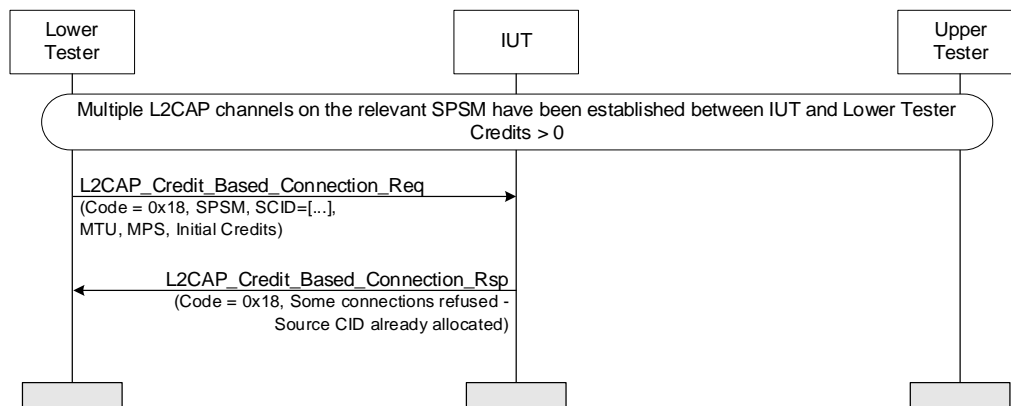 Lower
Tester
IUT
Upper
Tester
Multiple L2CAP channels on the relevant SPSM have been established between IUT and Lower Tester
Credits > 0
L2CAP_Credit_Based_Connection_Req
(Code = 0x18, SPSM, SCID=[...],
MTU, MPS, Initial Credits)
L2CAP_Credit_Based_Connection_Rsp
(Code = 0x18, Some connections refused -
Source CID already allocated)